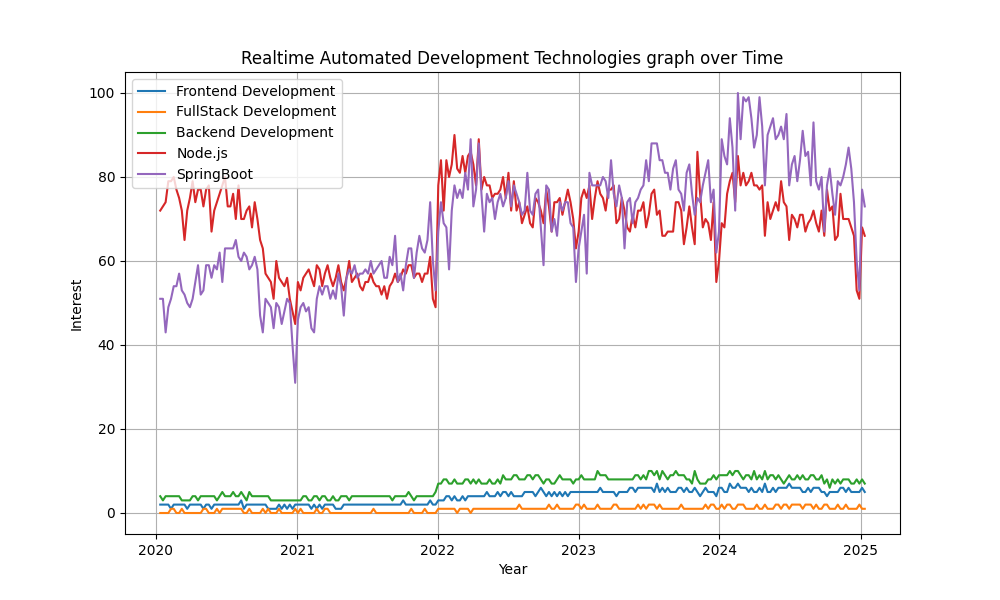 Realtime Automated Development Technologies graph over Time
Frontend Development
FullStack Development
Backend Development
Node.js
SpringBoot
100
80
60
40
20
0
Interest
2020 2021 2022 2023 2024 2025
Year